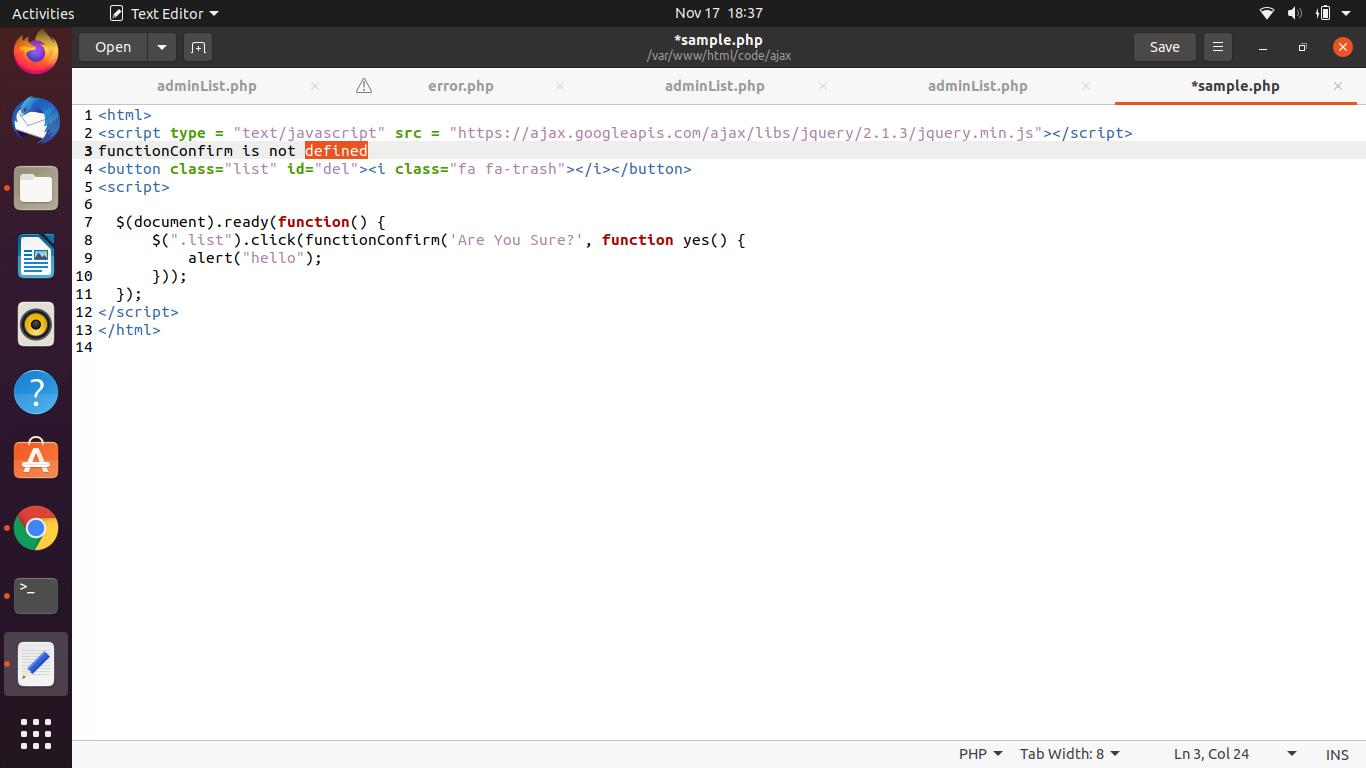 Activities Text Editor Nov 17 18:37
Open *sample.php Save
/var/www/html/code/ajax
adminList.php error.php adminList.php adminList.php *sample.php
1 <html>
2 <script type = "text/javascript" src = "https://ajax.googleapis.com/ajax/libs/jquery/2.1.3/jquery.min.js"></script>
3 functionConfirm is not defined
4 <button class="list" id="del"><i class="fa fa-trash"></i></button>
5 <script>
6
7   $(document).ready(function() {
8       $(".list").click(functionConfirm('Are You Sure?', function yes() {
9           alert("hello");
10       }));
11   });
12 </script>
13 </html>
14
PHP Tab Width: 8 Ln 3, Col 24 INS